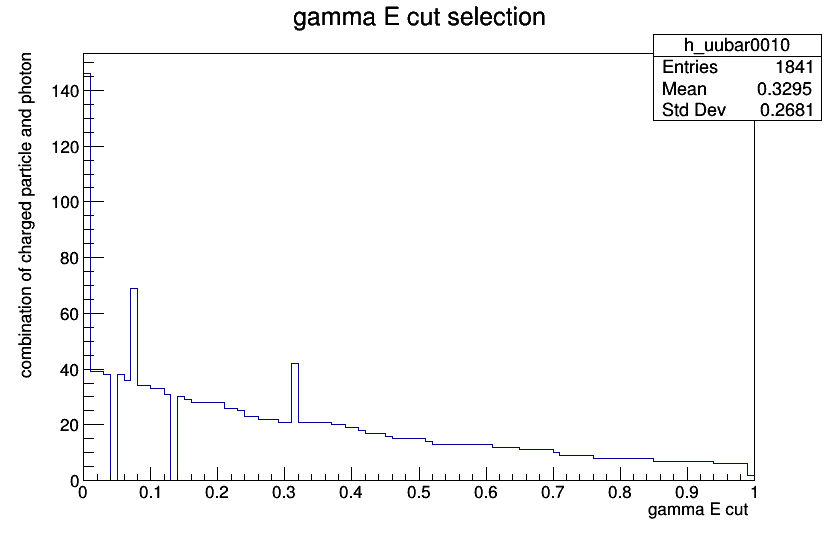 gamma E cut selection
h_uubar0010
Entries 1841
Mean 0.3295
Std Dev 0.2681
combination of charged particle and photon
140
120
100
80
60
40
20
0
0 0.1 0.2 0.3 0.4 0.5 0.6 0.7 0.8 0.9 1
gamma E cut